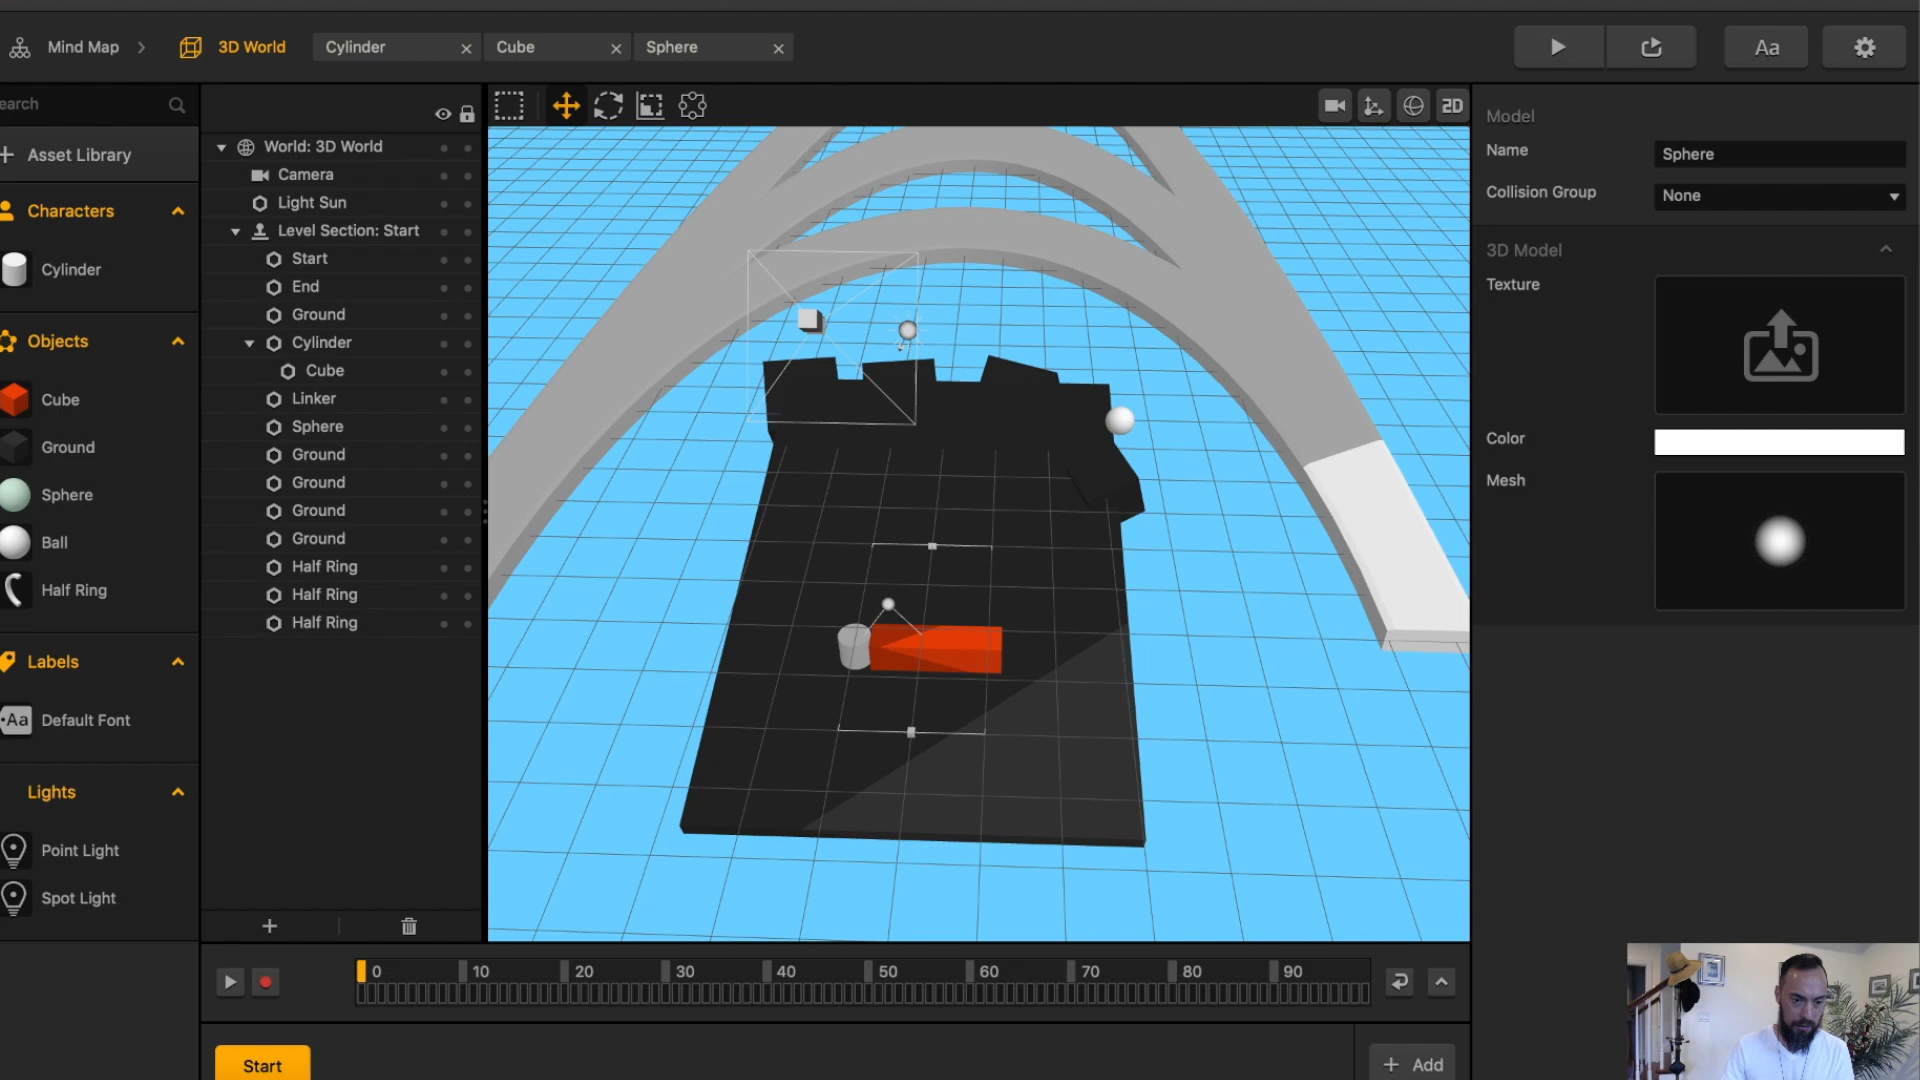 Mind Map
3D World
Cylinder
Cube
Sphere
Aa
earch
Asset Library
Characters
Cylinder
Objects
Cube
Ground
Sphere
Ball
Half Ring
Labels
Aa
Default Font
Lights
Point Light
Spot Light
World: 3D World
Camera
Light Sun
Level Section: Start
Start
End
Ground
Cylinder
Cube
Linker
Sphere
Ground
Ground
Ground
Ground
Half Ring
Half Ring
Half Ring
2D
Model
Name
Sphere
Collision Group
None
3D Model
Texture
Color
Mesh
0 10 20 30 40 50 60 70 80 90
Start
+ Add